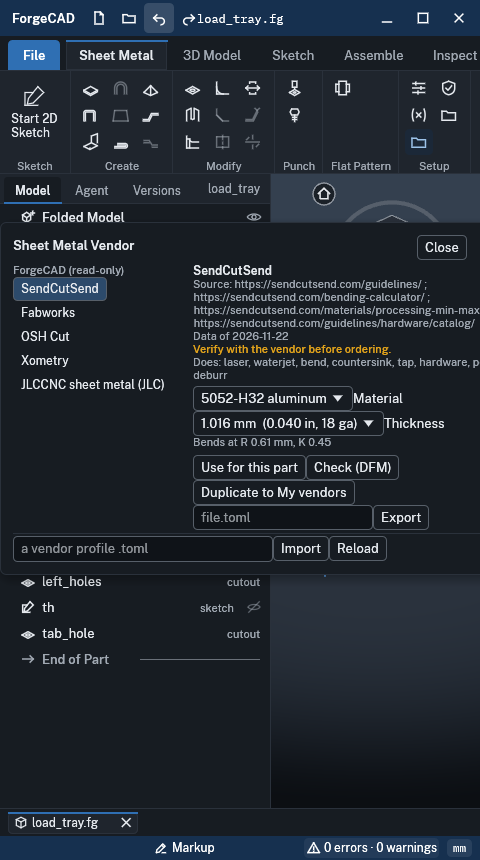 ForgeCAD
load_tray.fg
File
Sheet Metal
3D Model
Sketch
Assemble
Inspect
Start 2D
Sketch
Sketch
Create
Modify
Punch
Flat Pattern
Setup
Model
Agent
Versions
load_tray
Folded Model
Sheet Metal Vendor
Close
ForgeCAD (read-only)
SendCutSend
Fabworks
OSH Cut
Xometry
JLCCNC sheet metal (JLC)
SendCutSend
Source: https://sendcutsend.com/guidelines/ ;
https://sendcutsend.com/bending-calculator/ ;
https://sendcutsend.com/materials/processing-min-max
https://sendcutsend.com/guidelines/hardware/catalog/
Data of 2026-11-22
Verify with the vendor before ordering.
Does: laser, waterjet, bend, countersink, tap, hardware, p
deburr
5052-H32 aluminum
Material
1.016 mm (0.040 in, 18 ga)
Thickness
Bends at R 0.61 mm, K 0.45
Use for this part
Check (DFM)
Duplicate to My vendors
file.toml
Export
a vendor profile .toml
Import
Reload
left_holes
cutout
th
sketch
tab_hole
cutout
End of Part
load_tray.fg
Markup
0 errors · 0 warnings
mm